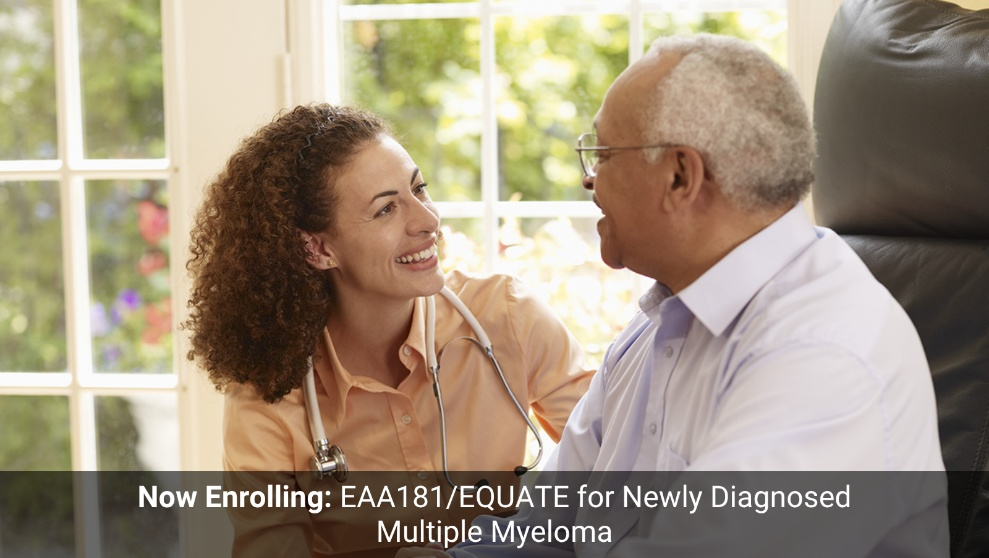 Now Enrolling: EAA181/EQUATE for Newly Diagnosed
Multiple Myeloma